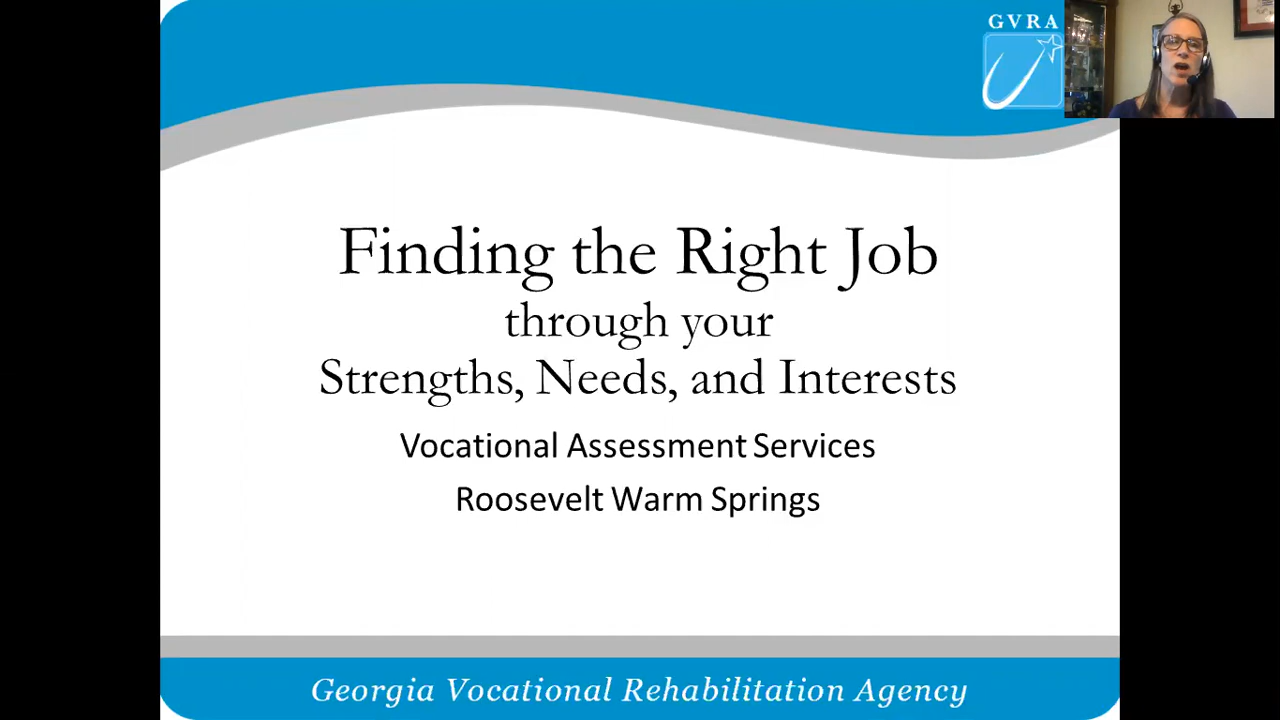 GVRA
Finding the Right Job
through your
Strengths, Needs, and Interests
Vocational Assessment Services
Roosevelt Warm Springs
Georgia Vocational Rehabilitation Agency